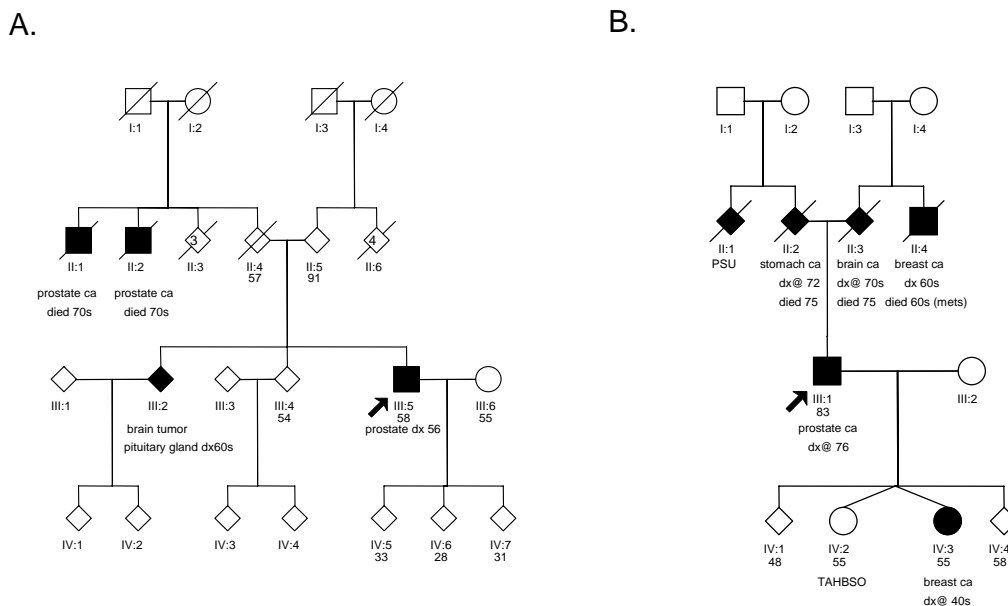 A.
I:1
I:2
I:3
I:4
3
4
II:1
II:2
II:3
II:4
II:5
II:6
57
91
prostate ca
died 70s
prostate ca
died 70s
III:1
III:2
III:3
III:4
III:5
III:6
54
58
55
brain tumor
pituitary gland dx60s
prostate dx 56
IV:1
IV:2
IV:3
IV:4
IV:5
IV:6
IV:7
33
28
31
B.
I:1
I:2
I:3
I:4
II:1
II:2
II:3
II:4
PSU
stomach ca
dx@ 72
died 75
brain ca
dx@ 70s
died 75
breast ca
dx 60s
died 60s (mets)
III:1
83
prostate ca
dx@ 76
III:2
IV:1
48
IV:2
55
TAHBSO
IV:3
55
breast ca
dx@ 40s
IV:4
58